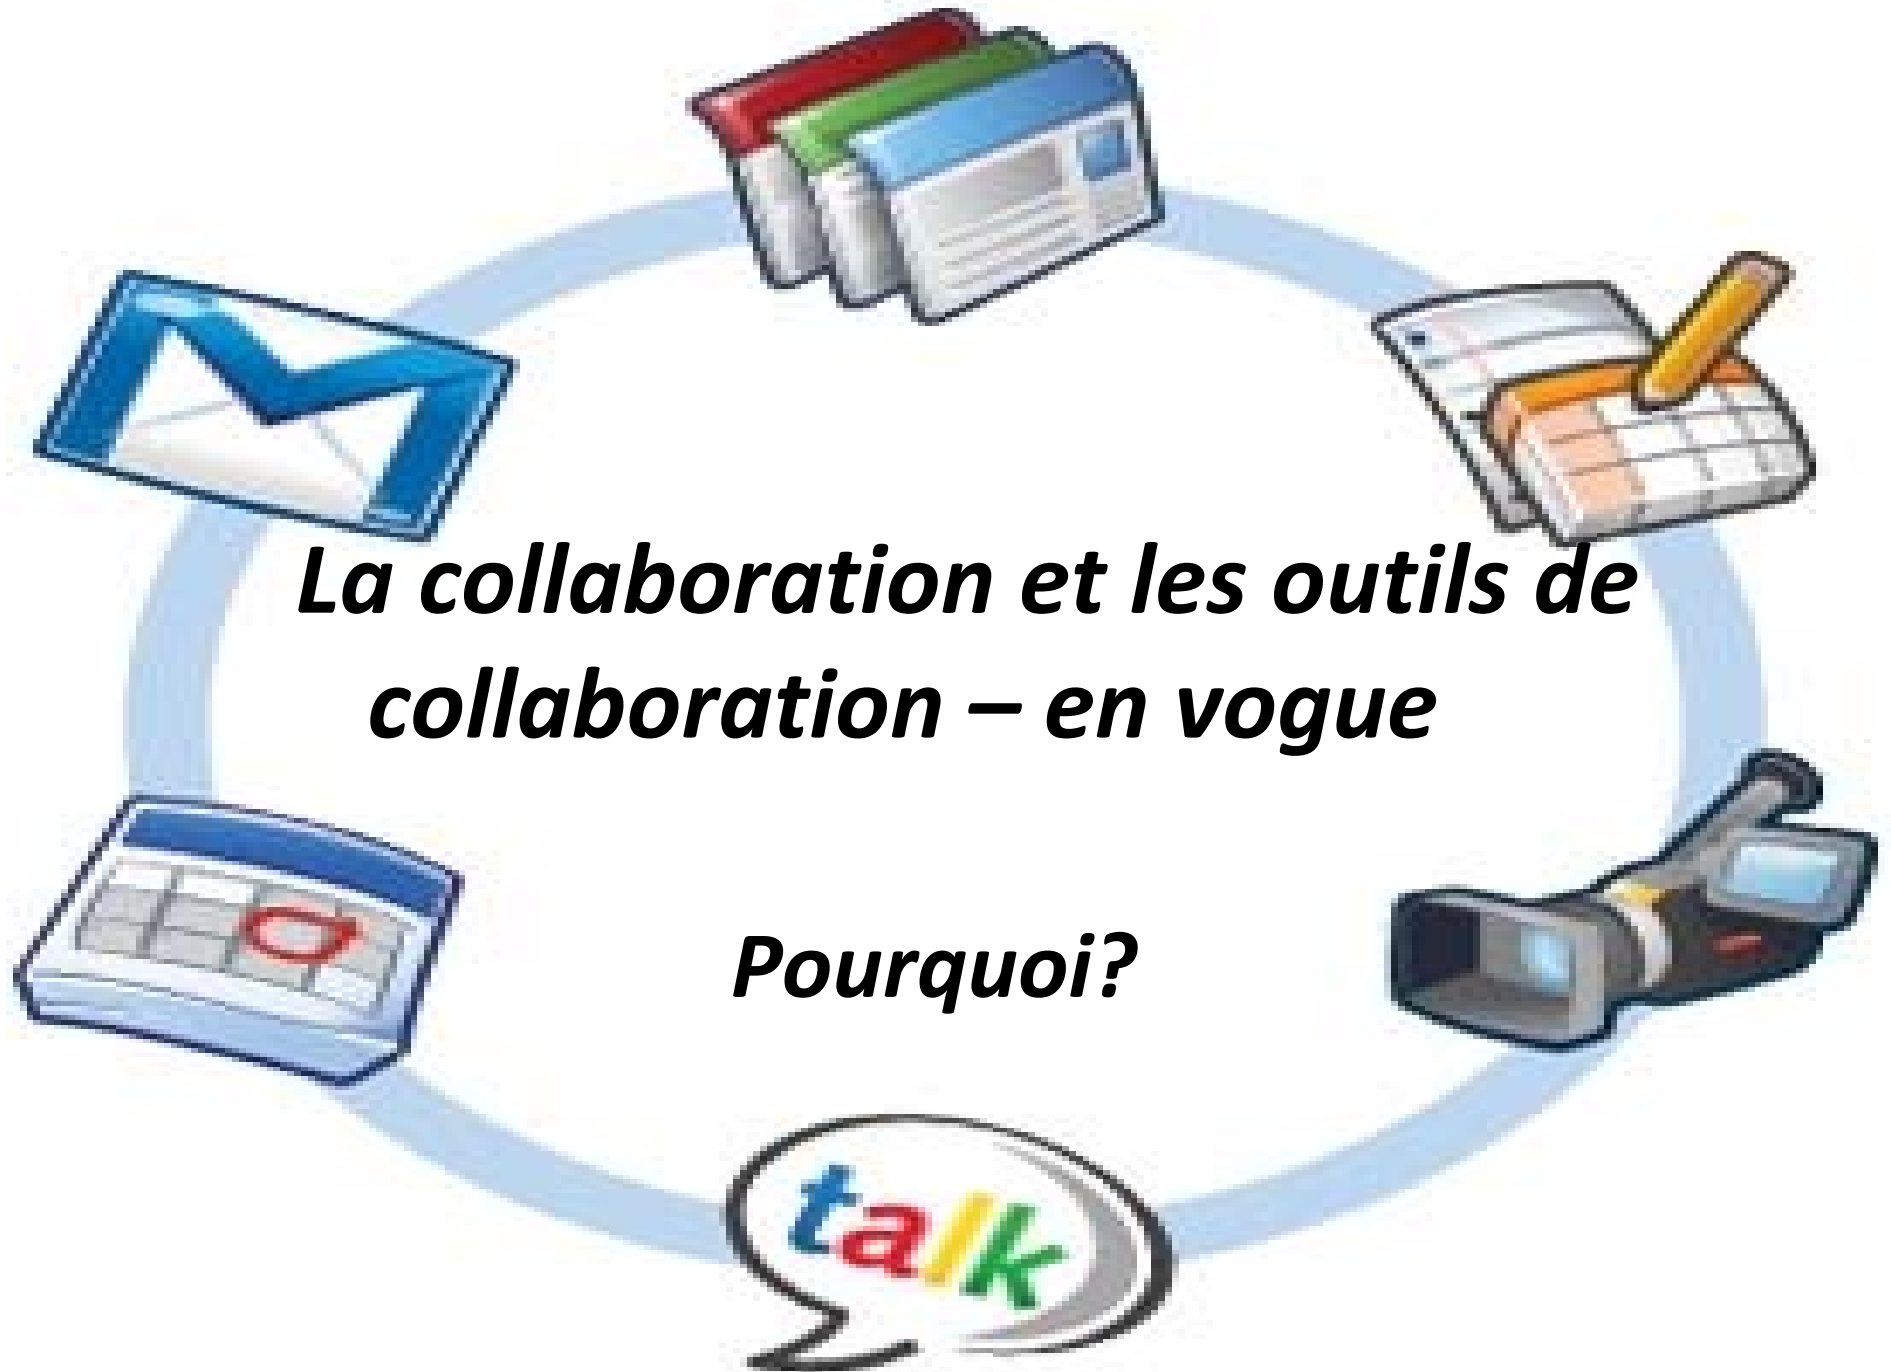 La collaboration et les outils de
collaboration – en vogue
Pourquoi?
talk